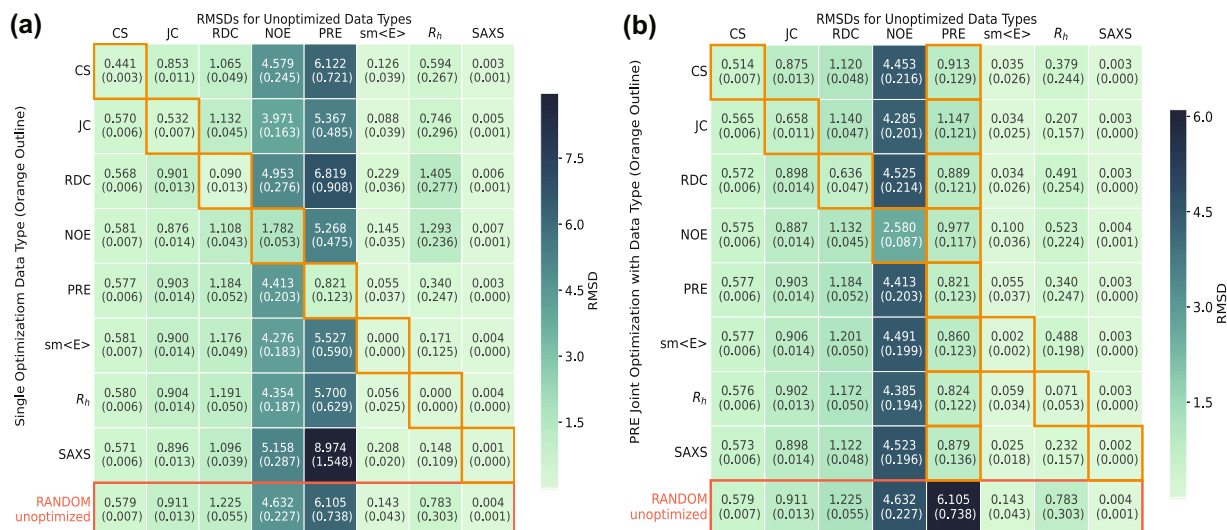 (a)
RMSDs for Unoptimized Data Types
CS JC RDC NOE PRE sm<E> Rh SAXS
Single Optimization Data Type (Orange Outline)
CS 0.441 0.853 1.065 4.579 6.122 0.126 0.594 0.003
(0.003) (0.011) (0.049) (0.245) (0.721) (0.039) (0.267) (0.001)
JC 0.570 0.532 1.132 3.971 5.367 0.088 0.746 0.005
(0.006) (0.007) (0.045) (0.163) (0.485) (0.039) (0.296) (0.001)
RDC 0.568 0.901 0.090 4.953 6.819 0.229 1.405 0.006
(0.006) (0.013) (0.013) (0.276) (0.908) (0.036) (0.277) (0.001)
NOE 0.581 0.876 1.108 1.782 5.268 0.145 1.293 0.007
(0.007) (0.014) (0.043) (0.053) (0.475) (0.035) (0.236) (0.001)
PRE 0.577 0.903 1.184 4.413 0.821 0.055 0.340 0.003
(0.006) (0.014) (0.052) (0.203) (0.123) (0.037) (0.247) (0.000)
sm<E> 0.581 0.900 1.176 4.276 5.527 0.000 0.171 0.004
(0.007) (0.014) (0.049) (0.183) (0.590) (0.000) (0.125) (0.000)
Rh 0.580 0.904 1.191 4.354 5.700 0.056 0.000 0.004
(0.006) (0.014) (0.050) (0.187) (0.629) (0.025) (0.000) (0.000)
SAXS 0.571 0.896 1.096 5.158 8.974 0.208 0.148 0.001
(0.006) (0.013) (0.039) (0.287) (1.548) (0.020) (0.109) (0.000)
RANDOM 0.579 0.911 1.225 4.632 6.105 0.143 0.783 0.004
unoptimized (0.007) (0.013) (0.055) (0.227) (0.738) (0.043) (0.303) (0.001)
7.5
6.0
4.5
3.0
1.5
RMSD
(b)
RMSDs for Unoptimized Data Types
CS JC RDC NOE PRE sm<E> Rh SAXS
PRE Joint Optimization with Data Type (Orange Outline)
CS 0.514 0.875 1.120 4.453 0.913 0.035 0.379 0.003
(0.007) (0.013) (0.048) (0.216) (0.129) (0.026) (0.244) (0.000)
JC 0.565 0.658 1.140 4.285 1.147 0.034 0.207 0.003
(0.006) (0.011) (0.047) (0.201) (0.121) (0.025) (0.157) (0.000)
RDC 0.572 0.898 0.636 4.525 0.889 0.034 0.491 0.003
(0.006) (0.014) (0.047) (0.214) (0.121) (0.026) (0.254) (0.000)
NOE 0.575 0.887 1.132 2.580 0.977 0.100 0.523 0.004
(0.006) (0.014) (0.045) (0.087) (0.117) (0.036) (0.224) (0.001)
PRE 0.577 0.903 1.184 4.413 0.821 0.055 0.340 0.003
(0.006) (0.014) (0.052) (0.203) (0.123) (0.037) (0.247) (0.000)
sm<E> 0.577 0.906 1.201 4.491 0.860 0.002 0.488 0.003
(0.006) (0.014) (0.050) (0.199) (0.123) (0.002) (0.198) (0.000)
Rh 0.576 0.902 1.172 4.385 0.824 0.059 0.071 0.003
(0.006) (0.013) (0.050) (0.194) (0.122) (0.034) (0.053) (0.000)
SAXS 0.573 0.898 1.122 4.523 0.879 0.025 0.232 0.002
(0.006) (0.014) (0.048) (0.196) (0.136) (0.018) (0.157) (0.000)
RANDOM 0.579 0.911 1.225 4.632 6.105 0.143 0.783 0.004
unoptimized (0.007) (0.013) (0.055) (0.227) (0.738) (0.043) (0.303) (0.001)
6.0
4.5
3.0
1.5
RMSD